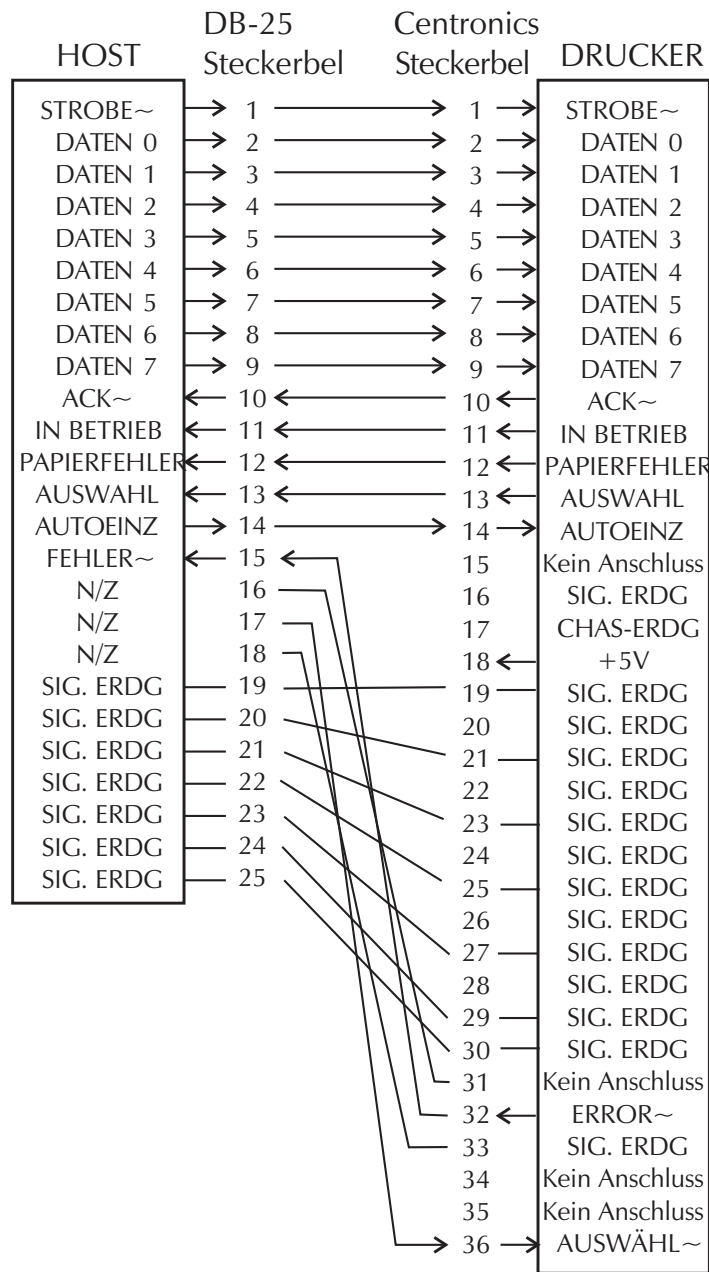 DB-25 Centronics
HOST Steckerbel Steckerbel DRUCKER
STROBE~ 1 1 STROBE~
DATEN 0 2 2 DATEN 0
DATEN 1 3 3 DATEN 1
DATEN 2 4 4 DATEN 2
DATEN 3 5 5 DATEN 3
DATEN 4 6 6 DATEN 4
DATEN 5 7 7 DATEN 5
DATEN 6 8 8 DATEN 6
DATEN 7 9 9 DATEN 7
ACK~ 10 10 ACK~
IN BETRIEB 11 11 IN BETRIEB
PAPIERFEHLER 12 12 PAPIERFEHLER
AUSWAHL 13 13 AUSWAHL
AUTOEINZ 14 14 AUTOEINZ
FEHLER~ 15 15 Kein Anschluss
N/Z 16 16 SIG. ERDG
N/Z 17 17 CHAS-ERDG
N/Z 18 18 +5V
SIG. ERDG 19 19 SIG. ERDG
SIG. ERDG 20 20 SIG. ERDG
SIG. ERDG 21 21 SIG. ERDG
SIG. ERDG 22 22 SIG. ERDG
SIG. ERDG 23 23 SIG. ERDG
SIG. ERDG 24 24 SIG. ERDG
SIG. ERDG 25 25 SIG. ERDG
26 SIG. ERDG
27 SIG. ERDG
28 SIG. ERDG
29 SIG. ERDG
30 SIG. ERDG
31 Kein Anschluss
32 ERROR~
33 SIG. ERDG
34 Kein Anschluss
35 Kein Anschluss
36 AUSWÄHL~